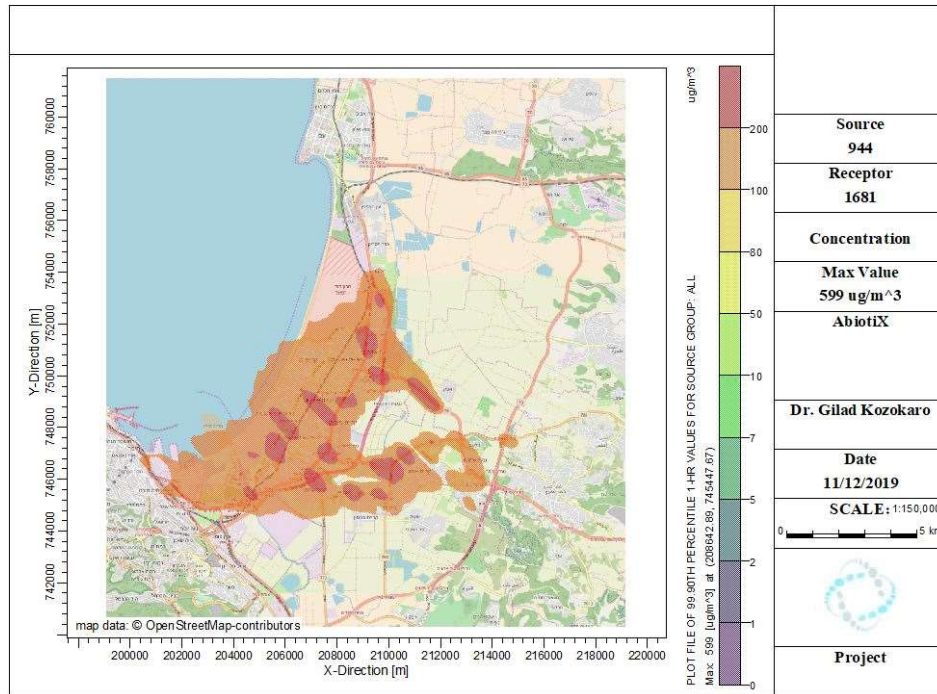 Y-Direction [m]
760000
758000
756000
754000
752000
750000
748000
746000
744000
742000
map data: © OpenStreetMap-contributors
200000 202000 204000 206000 208000 210000 212000 214000 216000 218000 220000
X-Direction [m]
PLOT FILE OF 99.90TH PERCENTILE 1-HR VALUES FOR SOURCE GROUP: ALL
Max: 599 [ug/m^3] at (208642.89, 745447.67)
ug/m^3
200
100
80
50
10
7
5
2
1
0
Source
944
Receptor
1681
Concentration
Max Value
599 ug/m^3
AbiotiX
Dr. Gilad Kozokaro
Date
11/12/2019
SCALE: 1:150,000
0 5 km
Project